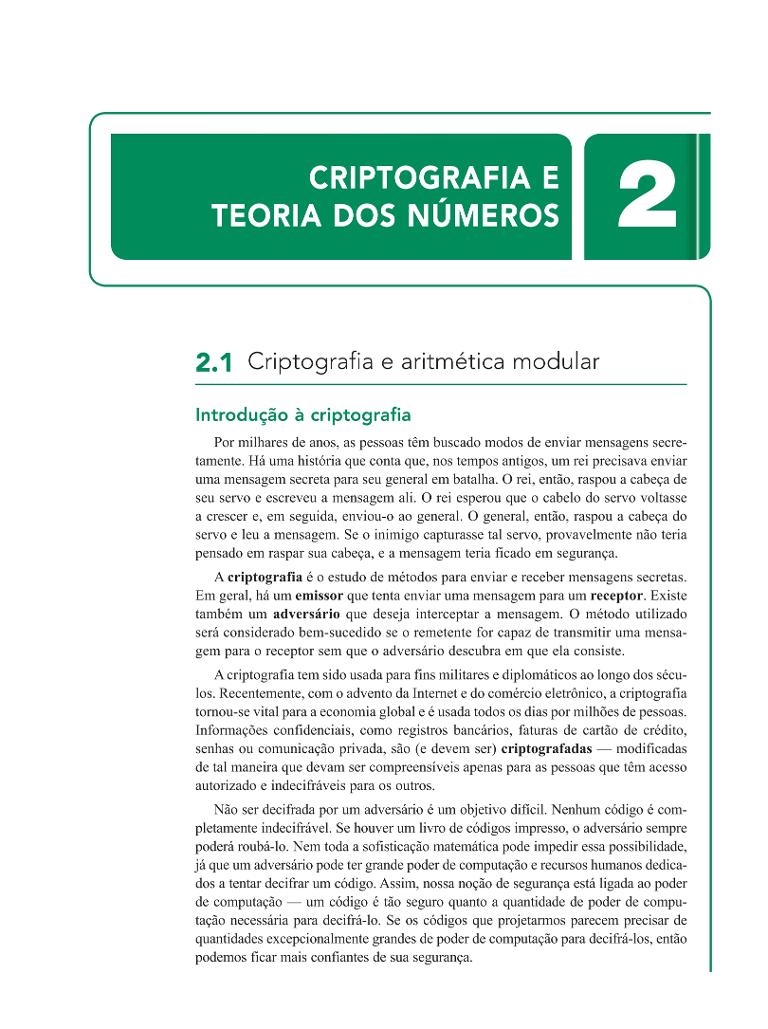 CRIPTOGRAFIA E
TEORIA DOS NÚMEROS
2
2.1 Criptografia e aritmética modular
Introdução à criptografia
Por milhares de anos, as pessoas têm buscado modos de enviar mensagens secre-
tamente. Há uma história que conta que, nos tempos antigos, um rei precisava enviar
uma mensagem secreta para seu general em batalha. O rei, então, raspou a cabeça de
seu servo e escreveu a mensagem ali. O rei esperou que o cabelo do servo voltasse
a crescer e, em seguida, enviou-o ao general. O general, então, raspou a cabeça do
servo e leu a mensagem. Se o inimigo capturasse tal servo, provavelmente não teria
pensado em raspar sua cabeça, e a mensagem teria ficado em segurança.
A criptografia é o estudo de métodos para enviar e receber mensagens secretas.
Em geral, há um emissor que tenta enviar uma mensagem para um receptor. Existe
também um adversário que deseja interceptar a mensagem. O método utilizado
será considerado bem-sucedido se o remetente for capaz de transmitir uma mensa-
gem para o receptor sem que o adversário descubra em que ela consiste.
A criptografia tem sido usada para fins militares e diplomáticos ao longo dos sécu-
los. Recentemente, com o advento da Internet e do comércio eletrônico, a criptografia
tornou-se vital para a economia global e é usada todos os dias por milhões de pessoas.
Informações confidenciais, como registros bancários, faturas de cartão de crédito,
senhas ou comunicação privada, são (e devem ser) criptografadas — modificadas
de tal maneira que devam ser compreensíveis apenas para as pessoas que têm acesso
autorizado e indecifráveis para os outros.
Não ser decifrada por um adversário é um objetivo difícil. Nenhum código é com-
pletamente indecifrável. Se houver um livro de códigos impresso, o adversário sempre
poderá roubá-lo. Nem toda a sofisticação matemática pode impedir essa possibilidade,
já que um adversário pode ter grande poder de computação e recursos humanos dedica-
dos a tentar decifrar um código. Assim, nossa noção de segurança está ligada ao poder
de computação — um código é tão seguro quanto a quantidade de poder de compu-
tação necessária para decifrá-lo. Se os códigos que projetarmos parecem precisar de
quantidades excepcionalmente grandes de poder de computação para decifrá-los, então
podemos ficar mais confiantes de sua segurança.